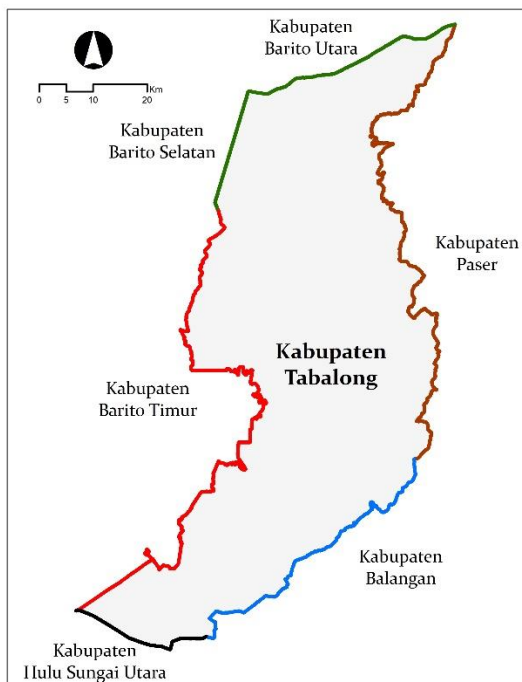 Kabupaten
Barito Utara
0 5 10 20 Km
Kabupaten
Barito Selatan
Kabupaten
Paser
Kabupaten
Tabalong
Kabupaten
Barito Timur
Kabupaten
Balangan
Kabupaten
Hulu Sungai Utara